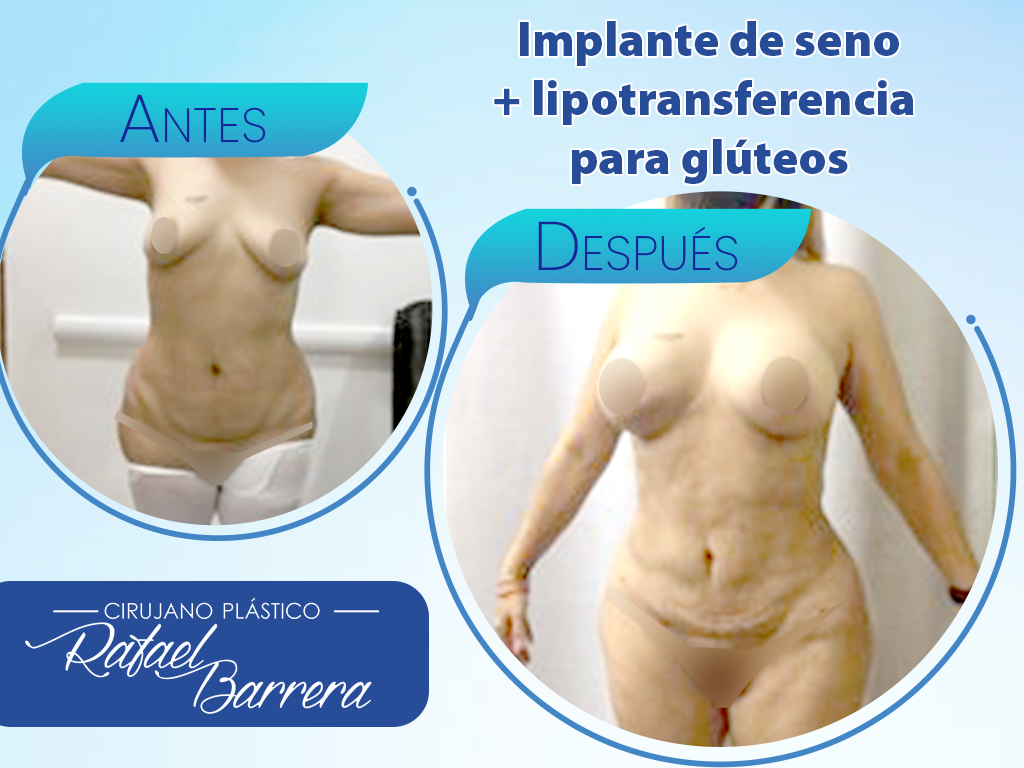 Implante de seno
+ lipotransferencia
para glúteos
ANTES
DESPUÉS
CIRUJANO PLÁSTICO
Rafael
Barrera